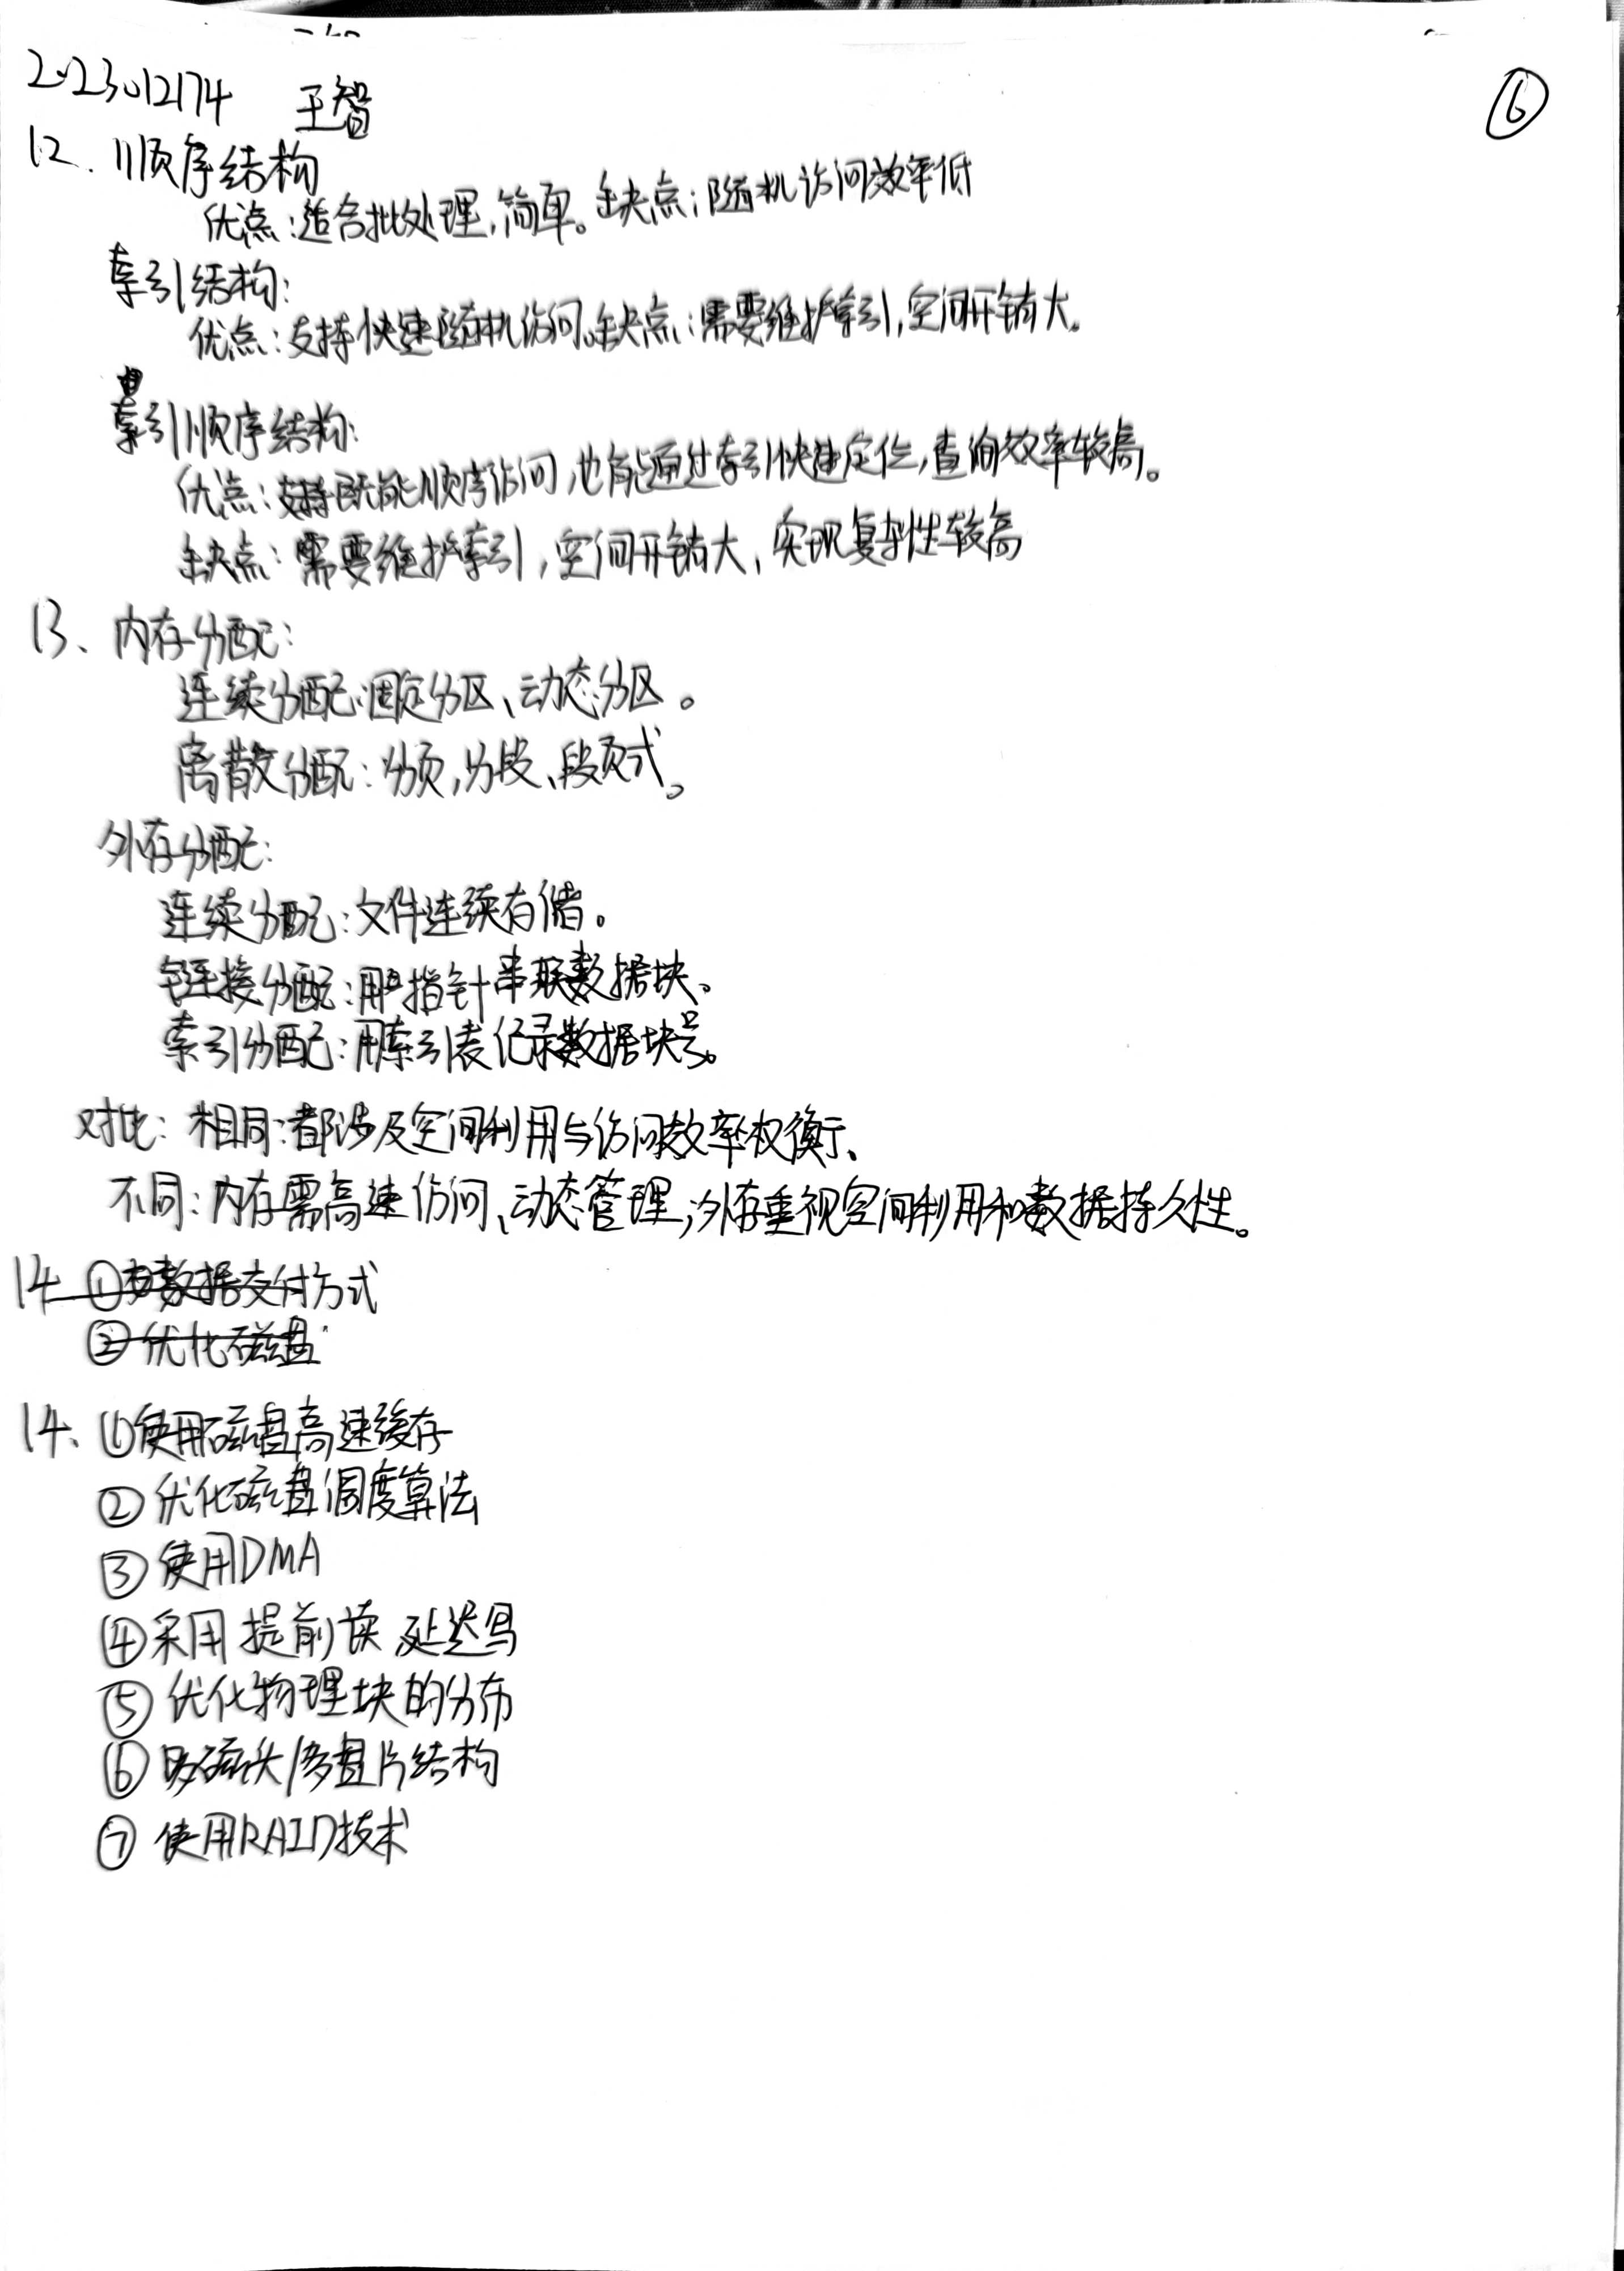 2023012174 王智
⑥
12. 顺序结构
优点:适合批处理,简单。缺点:随机访问效率低
索引结构:
优点:支持快速随机访问。缺点:需要维护索引,空间开销大。
索引顺序结构:
优点:既能顺序访问,也能通过索引快速定位,查询效率较高。
缺点:需要维护索引,空间开销大,实现复杂性较高
13、内存分配:
连续分配:固定分区、动态分区。
离散分配:分页,分段、段页式。
外存分配:
连续分配:文件连续存储。
链接分配:用指针串联数据块。
索引分配:用索引表记录数据块号。
对比:相同:都涉及空间利用与访问效率权衡、
不同:内存需高速访问、动态管理;外存重视空间利用和数据持久性。
14 ①数据交付方式
②优化磁盘
14、①使用磁盘高速缓存
②优化磁盘调度算法
③使用DMA
④采用提前读、延迟写
⑤优化物理块的分布
⑥多磁头/多盘片结构
⑦使用RAID技术